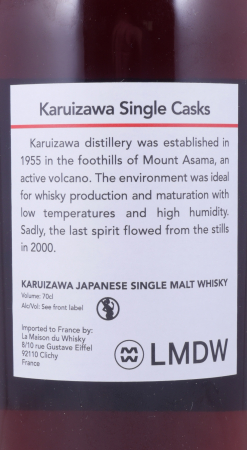 Karuizawa Single Casks
Karuizawa distillery was established in
1955 in the foothills of Mount Asama, an
active volcano. The environment was ideal
for whisky production and maturation with
low temperatures and high humidity.
Sadly, the last spirit flowed from the stills
in 2000.
KARUIZAWA JAPANESE SINGLE MALT WHISKY
Volume: 70cl
Alc/Vol: See front label
Imported to France by:
La Maison du Whisky
8/10 rue Gustave Eiffel
92110 Clichy
France
LMDW